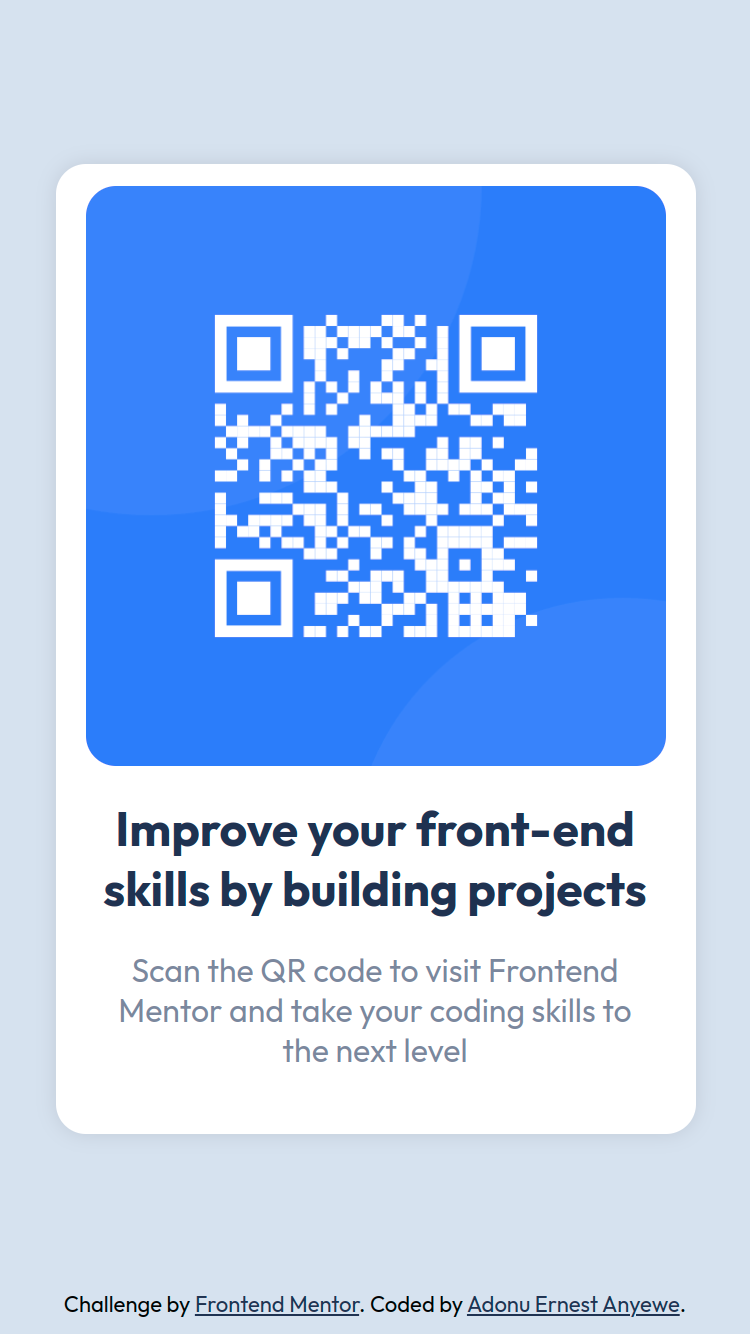 Improve your front-end
skills by building projects
Scan the QR code to visit Frontend
Mentor and take your coding skills to
the next level
Challenge by Frontend Mentor. Coded by Adonu Ernest Anyewe.